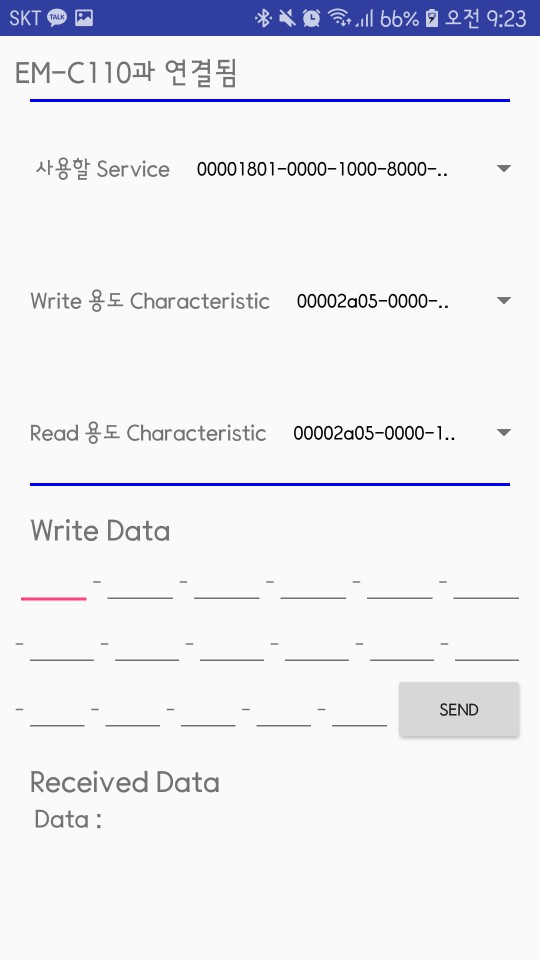 SKT TALK 66% 오전 9:23
EM-C110과 연결됨
사용할 Service 00001801-0000-1000-8000-..
Write 용도 Characteristic 00002a05-0000-..
Read 용도 Characteristic 00002a05-0000-1..
Write Data
- - - - -
- - - - - -
- - - - - SEND
Received Data
Data :